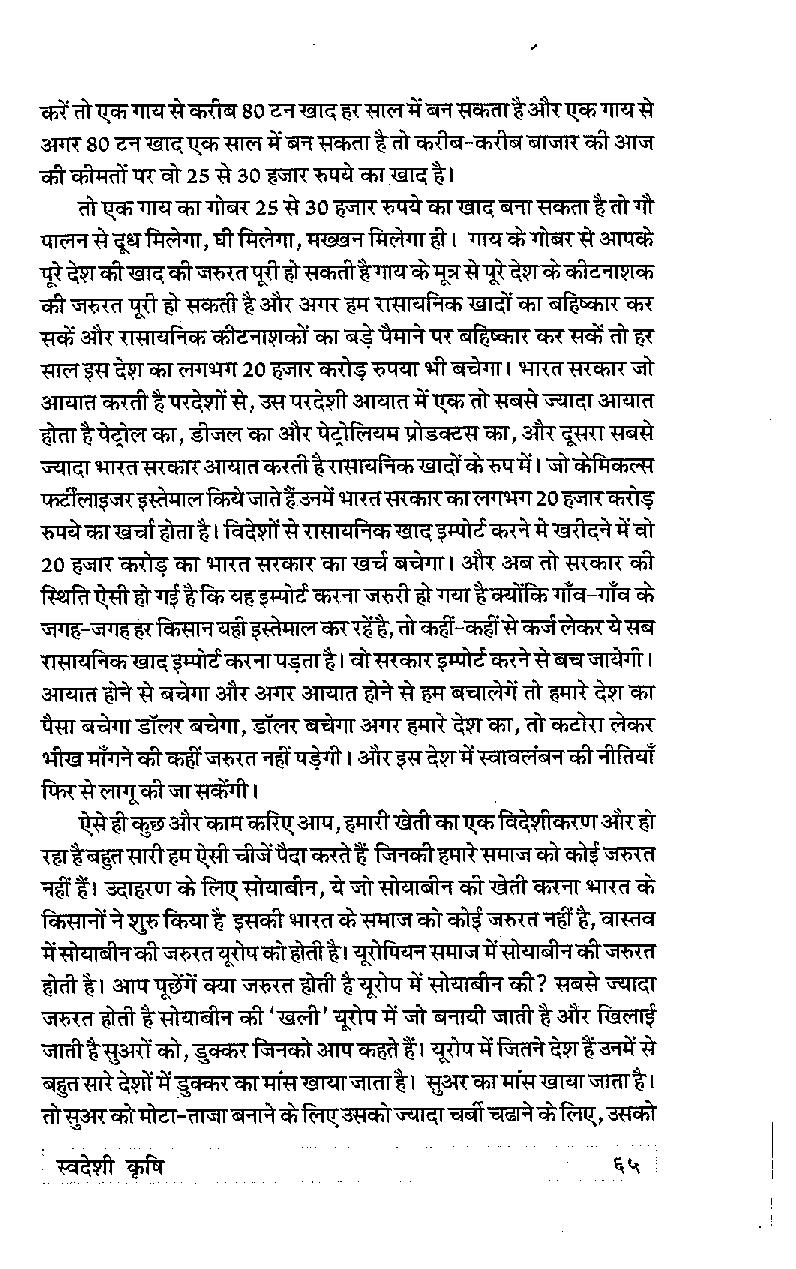 करें तो एक गाय से करीब 80 टन खाद हर साल में बन सकता है और एक गाय से
अगर 80 टन खाद एक साल में बन सकता है तो करीब-करीब बाजार की आज
की कीमतों पर वो 25 से 30 हजार रुपये का खाद है।
तो एक गाय का गोबर 25 से 30 हजार रुपये का खाद बना सकता है तो गौ
पालन से दूध मिलेगा, घी मिलेगा, मख्खन मिलेगा ही। गाय के गोबर से आपके
पूरे देश की खाद की जरुरत पूरी हो सकती है गाय के मूत्र से पूरे देश के कीटनाशक
की जरुरत पूरी हो सकती है और अगर हम रासायनिक खादों का बहिष्कार कर
सकें और रासायनिक कीटनाशकों का बड़े पैमाने पर बहिष्कार कर सकें तो हर
साल इस देश का लगभग 20 हजार करोड़ रुपया भी बचेगा। भारत सरकार जो
आयात करती है परदेशों से, उस परदेशी आयात में एक तो सबसे ज्यादा आयात
होता है पेट्रोल का, डीजल का और पेट्रोलियम प्रोडक्टस का, और दूसरा सबसे
ज्यादा भारत सरकार आयात करती है रासायनिक खादों के रुप में। जो केमिकल्स
फर्टीलाइजर इस्तेमाल किये जाते हैं उनमें भारत सरकार का लगभग 20 हजार करोड़
रुपये का खर्चा होता है। विदेशों से रासायनिक खाद इम्पोर्ट करने मे खरीदने में वो
20 हजार करोड़ का भारत सरकार का खर्च बचेगा। और अब तो सरकार की
स्थिति ऐसी हो गई है कि यह इम्पोर्ट करना जरुरी हो गया है क्योंकि गाँव-गाँव के
जगह-जगह हर किसान यही इस्तेमाल कर रहें है, तो कहीं-कहीं से कर्ज लेकर ये सब
रासायनिक खाद इम्पोर्ट करना पड़ता है। वो सरकार इम्पोर्ट करने से बच जायेगी।
आयात होने से बचेगा और अगर आयात होने से हम बचालेगें तो हमारे देश का
पैसा बचेगा डॉलर बचेगा, डॉलर बचेगा अगर हमारे देश का, तो कटोरा लेकर
भीख माँगने की कहीं जरुरत नहीं पड़ेगी। और इस देश में स्वावलंबन की नीतियाँ
फिर से लागू की जा सकेंगी।
ऐसे ही कुछ और काम करिए आप, हमारी खेती का एक विदेशीकरण और हो
रहा है बहुत सारी हम ऐसी चीजें पैदा करते हैं जिनकी हमारे समाज को कोई जरुरत
नहीं हैं। उदाहरण के लिए सोयाबीन, ये जो सोयाबीन की खेती करना भारत के
किसानों ने शुरु किया है इसकी भारत के समाज को कोई जरुरत नहीं है, वास्तव
में सोयाबीन की जरुरत यूरोप को होती है। यूरोपियन समाज में सोयाबीन की जरुरत
होती है। आप पूछेंगें क्या जरुरत होती है यूरोप में सोयाबीन की? सबसे ज्यादा
जरुरत होती है सोयाबीन की 'खली' यूरोप में जो बनायी जाती है और खिलाई
जाती है सुअरों को, डुक्कर जिनको आप कहते हैं। यूरोप में जितने देश हैं उनमें से
बहुत सारे देशों में डुक्कर का मांस खाया जाता है। सुअर का मांस खाया जाता है।
तो सुअर को मोटा-ताजा बनाने के लिए उसको ज्यादा चर्बी चढाने के लिए, उसको
स्वदेशी कृषि ६५